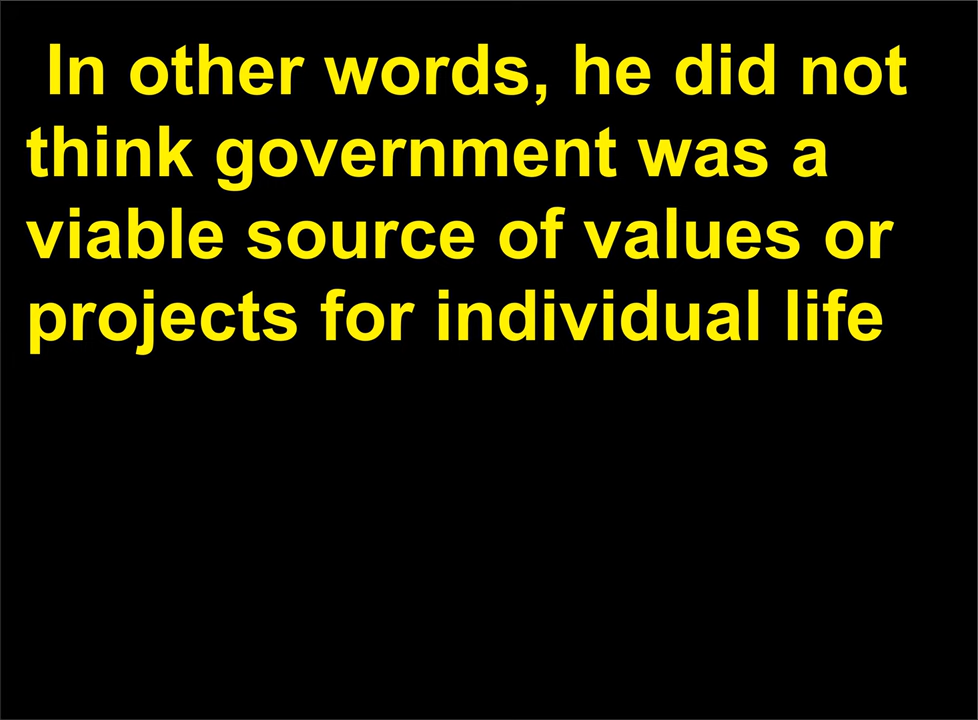 In other words, he did not
think government was a
viable source of values or
projects for individual life